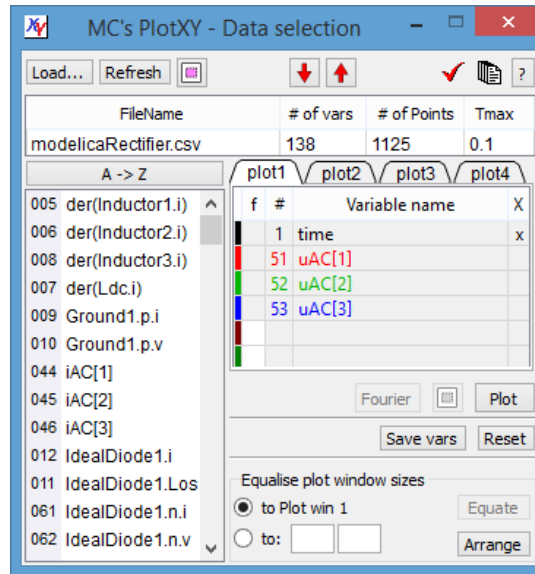 MC's PlotXY - Data selection
Load... Refresh ?
FileName # of vars # of Points Tmax
modelicaRectifier.csv 138 1125 0.1
A -> Z
plot1 plot2 plot3 plot4
005 der(Inductor1.i)
006 der(Inductor2.i)
008 der(Inductor3.i)
007 der(Ldc.i)
009 Ground1.p.i
010 Ground1.p.v
044 iAC[1]
045 iAC[2]
046 iAC[3]
012 IdealDiode1.i
011 IdealDiode1.Los
061 IdealDiode1.n.i
062 IdealDiode1.n.v
f # Variable name X
1 time x
51 uAC[1]
52 uAC[2]
53 uAC[3]
Fourier Plot
Save vars Reset
Equalise plot window sizes
to Plot win 1 Equate
to: Arrange